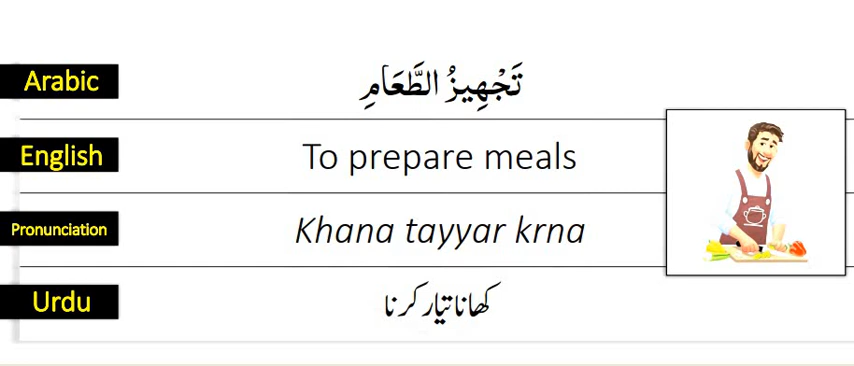 Arabic تَجْهِيزُ الطَّعَامِ
English To prepare meals
Pronunciation Khana tayyar krna
Urdu کھانا تیار کرنا